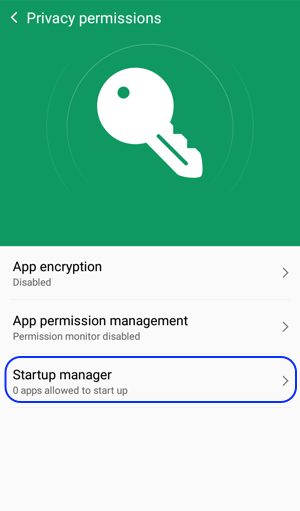 Privacy permissions
App encryption
Disabled
App permission management
Permission monitor disabled
Startup manager
0 apps allowed to start up